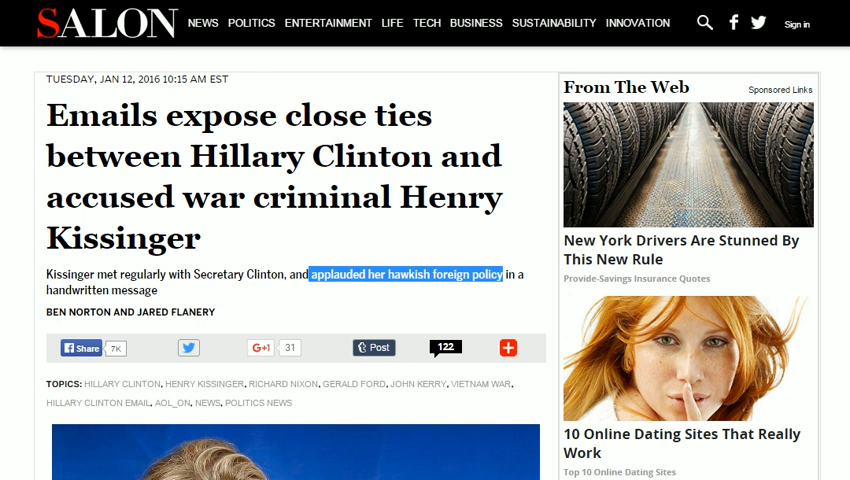 SALON NEWS POLITICS ENTERTAINMENT LIFE TECH BUSINESS SUSTAINABILITY INNOVATION Sign in
TUESDAY, JAN 12, 2016 10:15 AM EST
Emails expose close ties
between Hillary Clinton and
accused war criminal Henry
Kissinger
Kissinger met regularly with Secretary Clinton, and applauded her hawkish foreign policy in a
handwritten message
BEN NORTON AND JARED FLANERY
Share 7K G+1 31 Post 122
TOPICS: HILLARY CLINTON, HENRY KISSINGER, RICHARD NIXON, GERALD FORD, JOHN KERRY, VIETNAM WAR,
HILLARY CLINTON EMAIL, AOL_ON, NEWS, POLITICS NEWS
From The Web Sponsored Links
New York Drivers Are Stunned By
This New Rule
Provide-Savings Insurance Quotes
10 Online Dating Sites That Really
Work
Top 10 Online Dating Sites